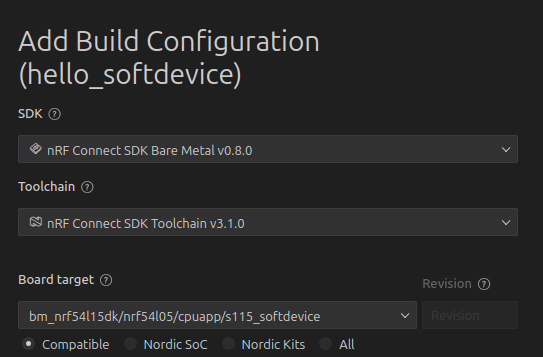 Add Build Configuration
(hello_softdevice)
SDK
nRF Connect SDK Bare Metal v0.8.0
Toolchain
nRF Connect SDK Toolchain v3.1.0
Board target Revision
bm_nrf54l15dk/nrf54l05/cpuapp/s115_softdevice Revision
Compatible Nordic SoC Nordic Kits All